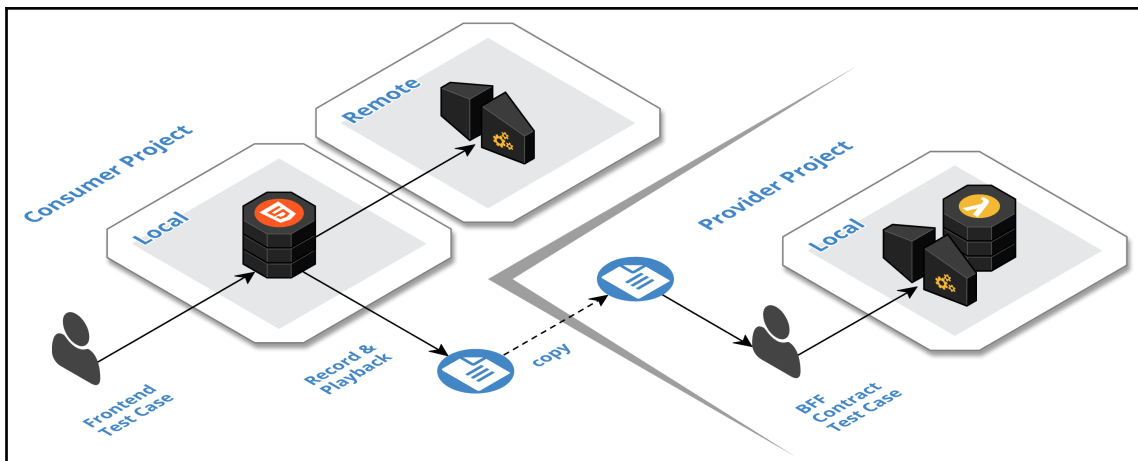 Consumer Project
Remote
Local
Frontend
Test Case
Record &
Playback
copy
Provider Project
Local
BFF
Contract
Test Case